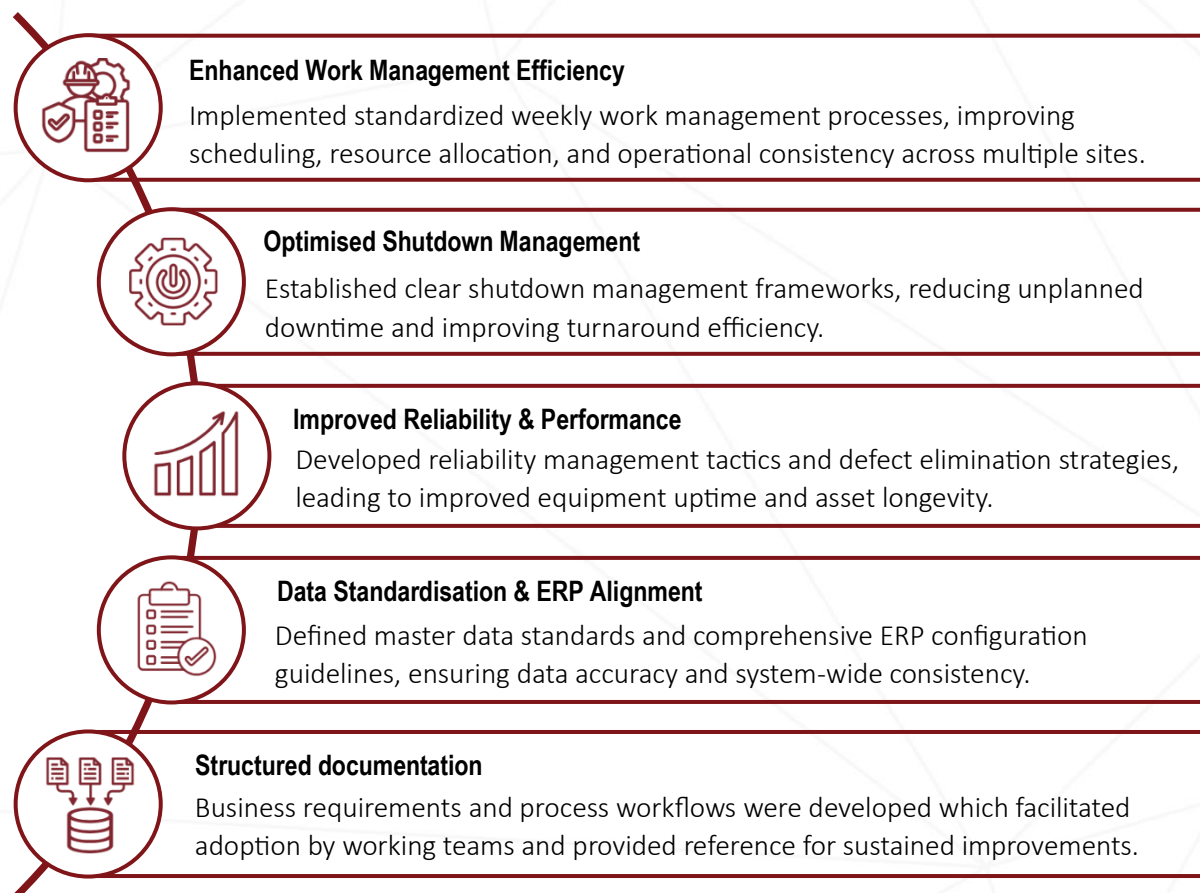 Enhanced Work Management Efficiency
Implemented standardized weekly work management processes, improving
scheduling, resource allocation, and operational consistency across multiple sites.
Optimised Shutdown Management
Established clear shutdown management frameworks, reducing unplanned
downtime and improving turnaround efficiency.
Improved Reliability & Performance
Developed reliability management tactics and defect elimination strategies,
leading to improved equipment uptime and asset longevity.
Data Standardisation & ERP Alignment
Defined master data standards and comprehensive ERP configuration
guidelines, ensuring data accuracy and system-wide consistency.
Structured documentation
Business requirements and process workflows were developed which facilitated
adoption by working teams and provided reference for sustained improvements.